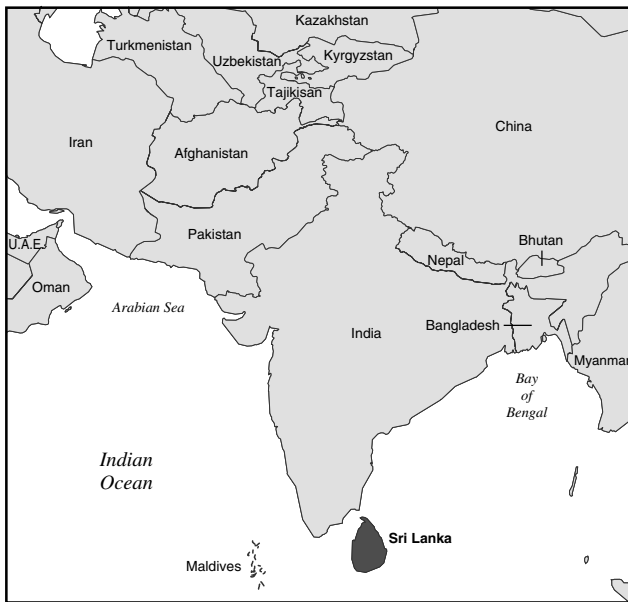 Kazakhstan
Turkmenistan
Uzbekistan
Kyrgyzstan
Tajikisan
China
Iran
Afghanistan
Pakistan
Bhutan
U.A.E.
Nepal
Oman
Arabian Sea
India
Bangladesh
Myanmar
Bay
of
Bengal
Indian
Ocean
Sri Lanka
Maldives